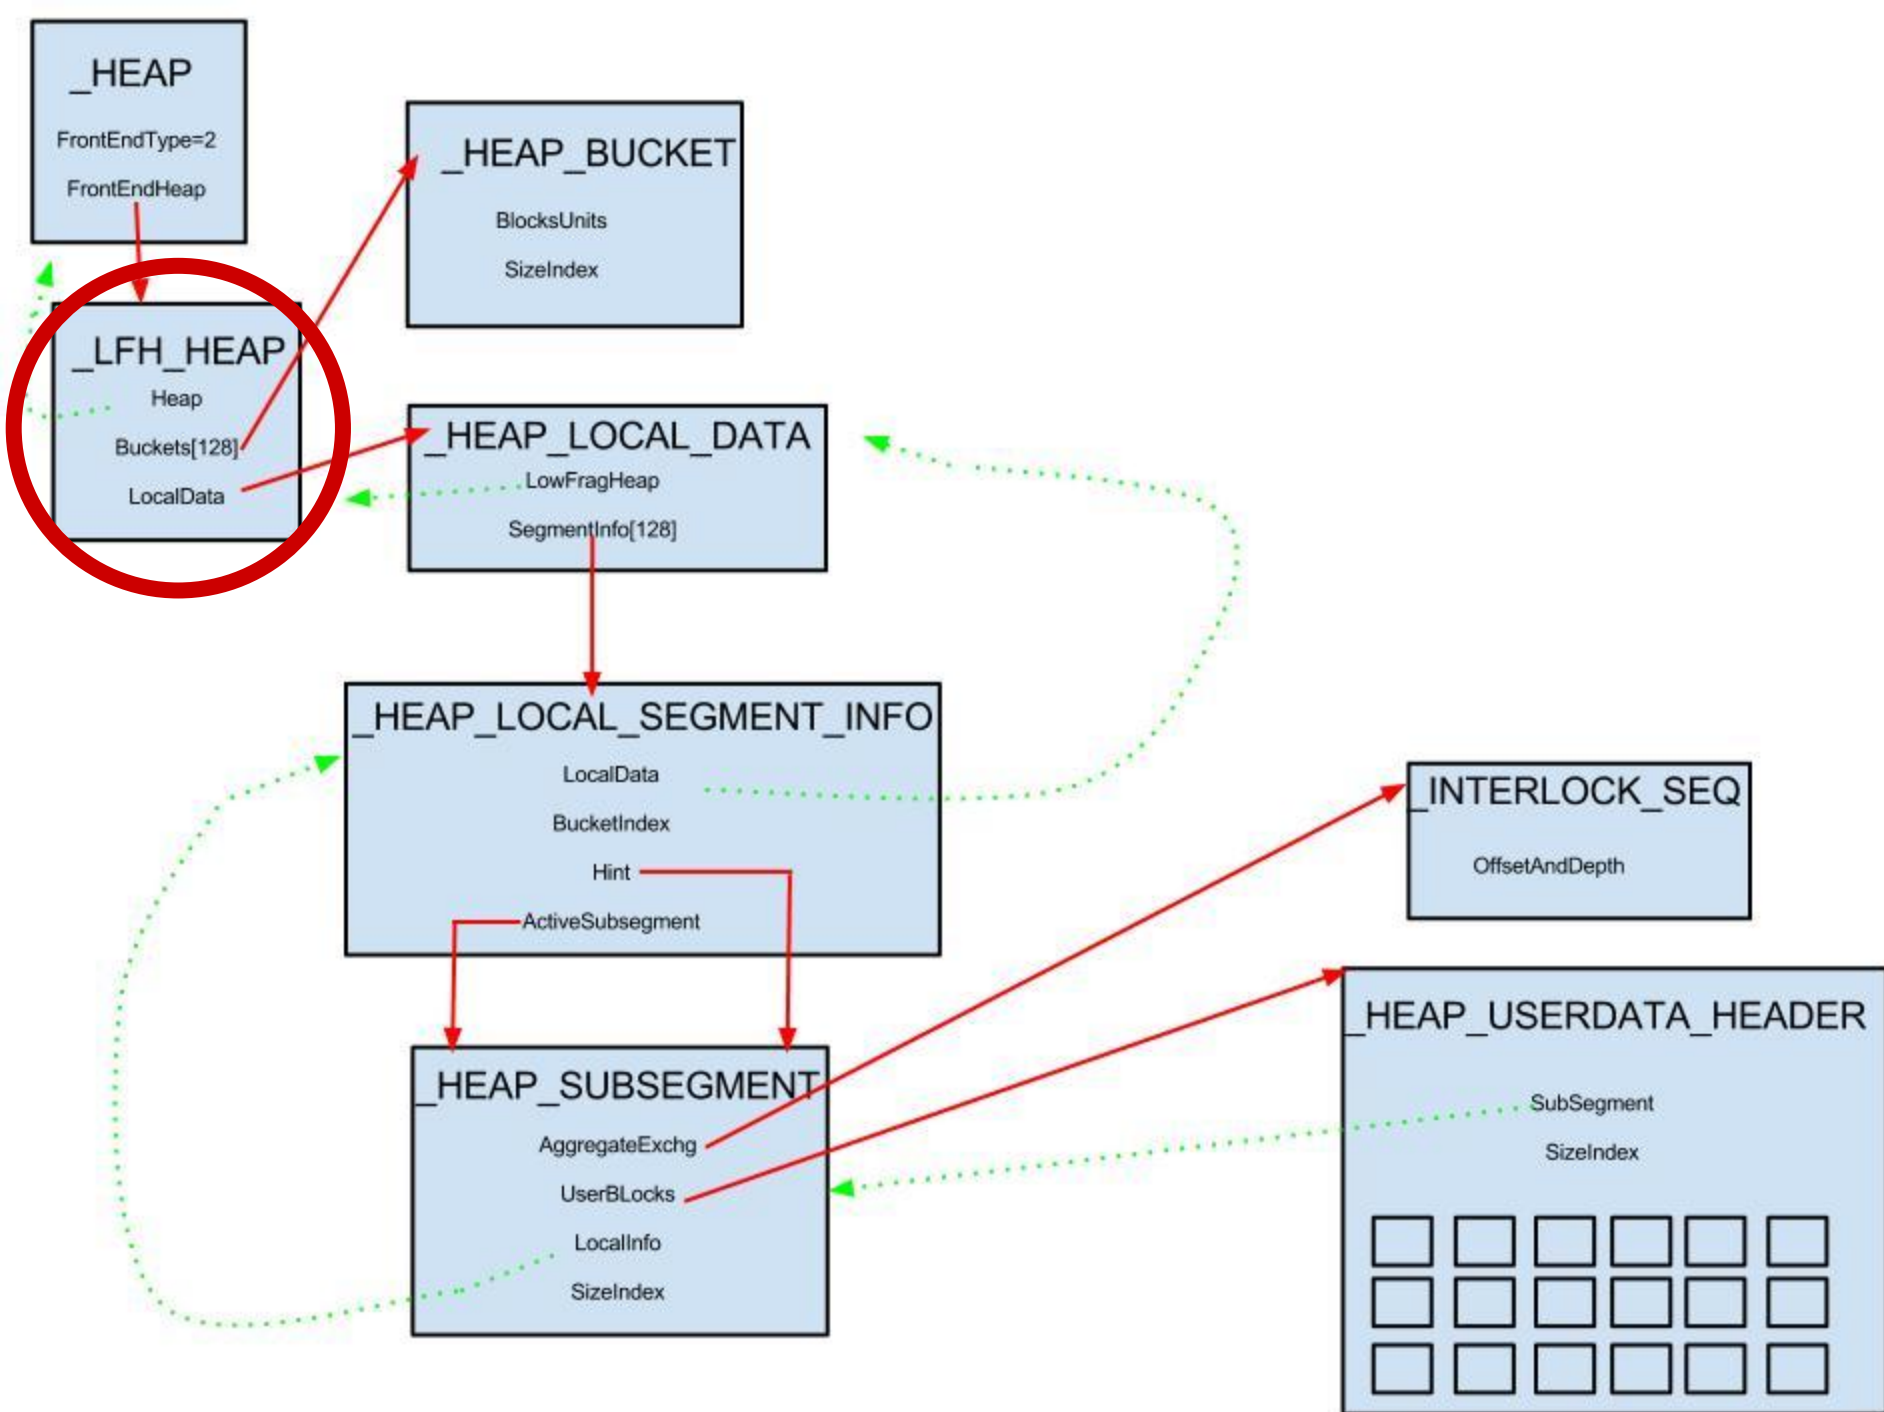 _HEAP
FrontEndType=2
FrontEndHeap
_HEAP_BUCKET
BlocksUnits
SizeIndex
_LFH_HEAP
Heap
Buckets[128]
LocalData
_HEAP_LOCAL_DATA
LowFragHeap
SegmentInfo[128]
_HEAP_LOCAL_SEGMENT_INFO
LocalData
BucketIndex
Hint
ActiveSubsegment
_INTERLOCK_SEQ
OffsetAndDepth
_HEAP_SUBSEGMENT
AggregateExchg
UserBLocks
LocalInfo
SizeIndex
_HEAP_USERDATA_HEADER
SubSegment
SizeIndex